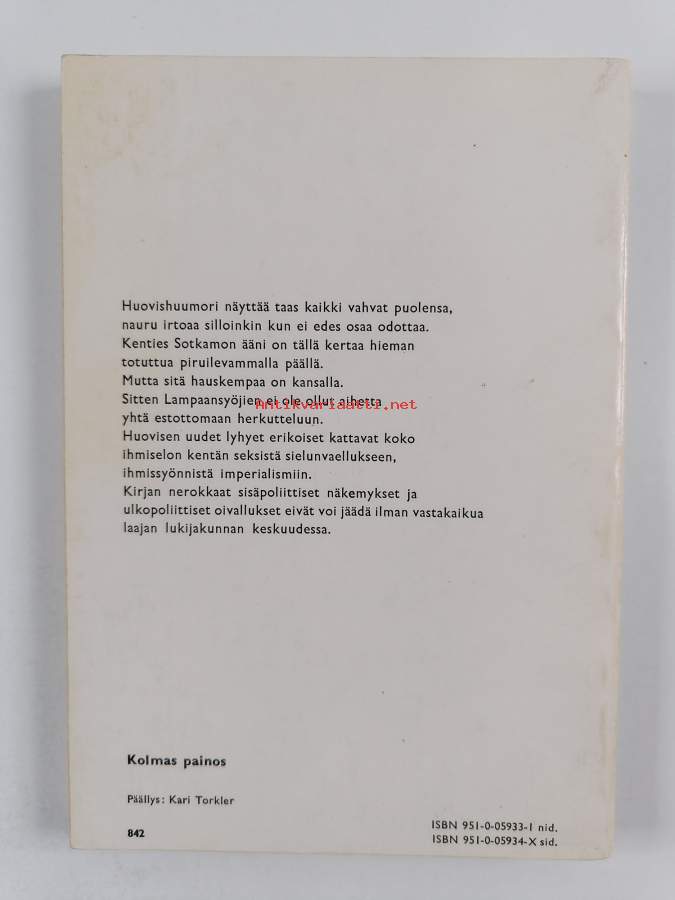 Huovishuumori näyttää taas kaikki vahvat puolensa,
nauru irtoaa silloinkin kun ei edes osaa odottaa.
Kenties Sotkamon ääni on tällä kertaa hieman
totuttua piruilevammalla päällä.
Mutta sitä hauskempaa on kansalla.
Sitten Lampaansyöjien ei ole ollut aihetta
Antikvariaatti.net
yhtä estottomaan herkutteluun.
Huovisen uudet lyhyet erikoiset kattavat koko
ihmiselon kentän seksistä sielunvaellukseen,
ihmissyönnistä imperialismiin.
Kirjan nerokkaat sisäpoliittiset näkemykset ja
ulkopoliittiset oivallukset eivät voi jäädä ilman vastakaikua
laajan lukijakunnan keskuudessa.
Kolmas painos
Päällys: Kari Torkler
842
ISBN 951-0-05933-1 nid.
ISBN 951-0-05934-X sid.